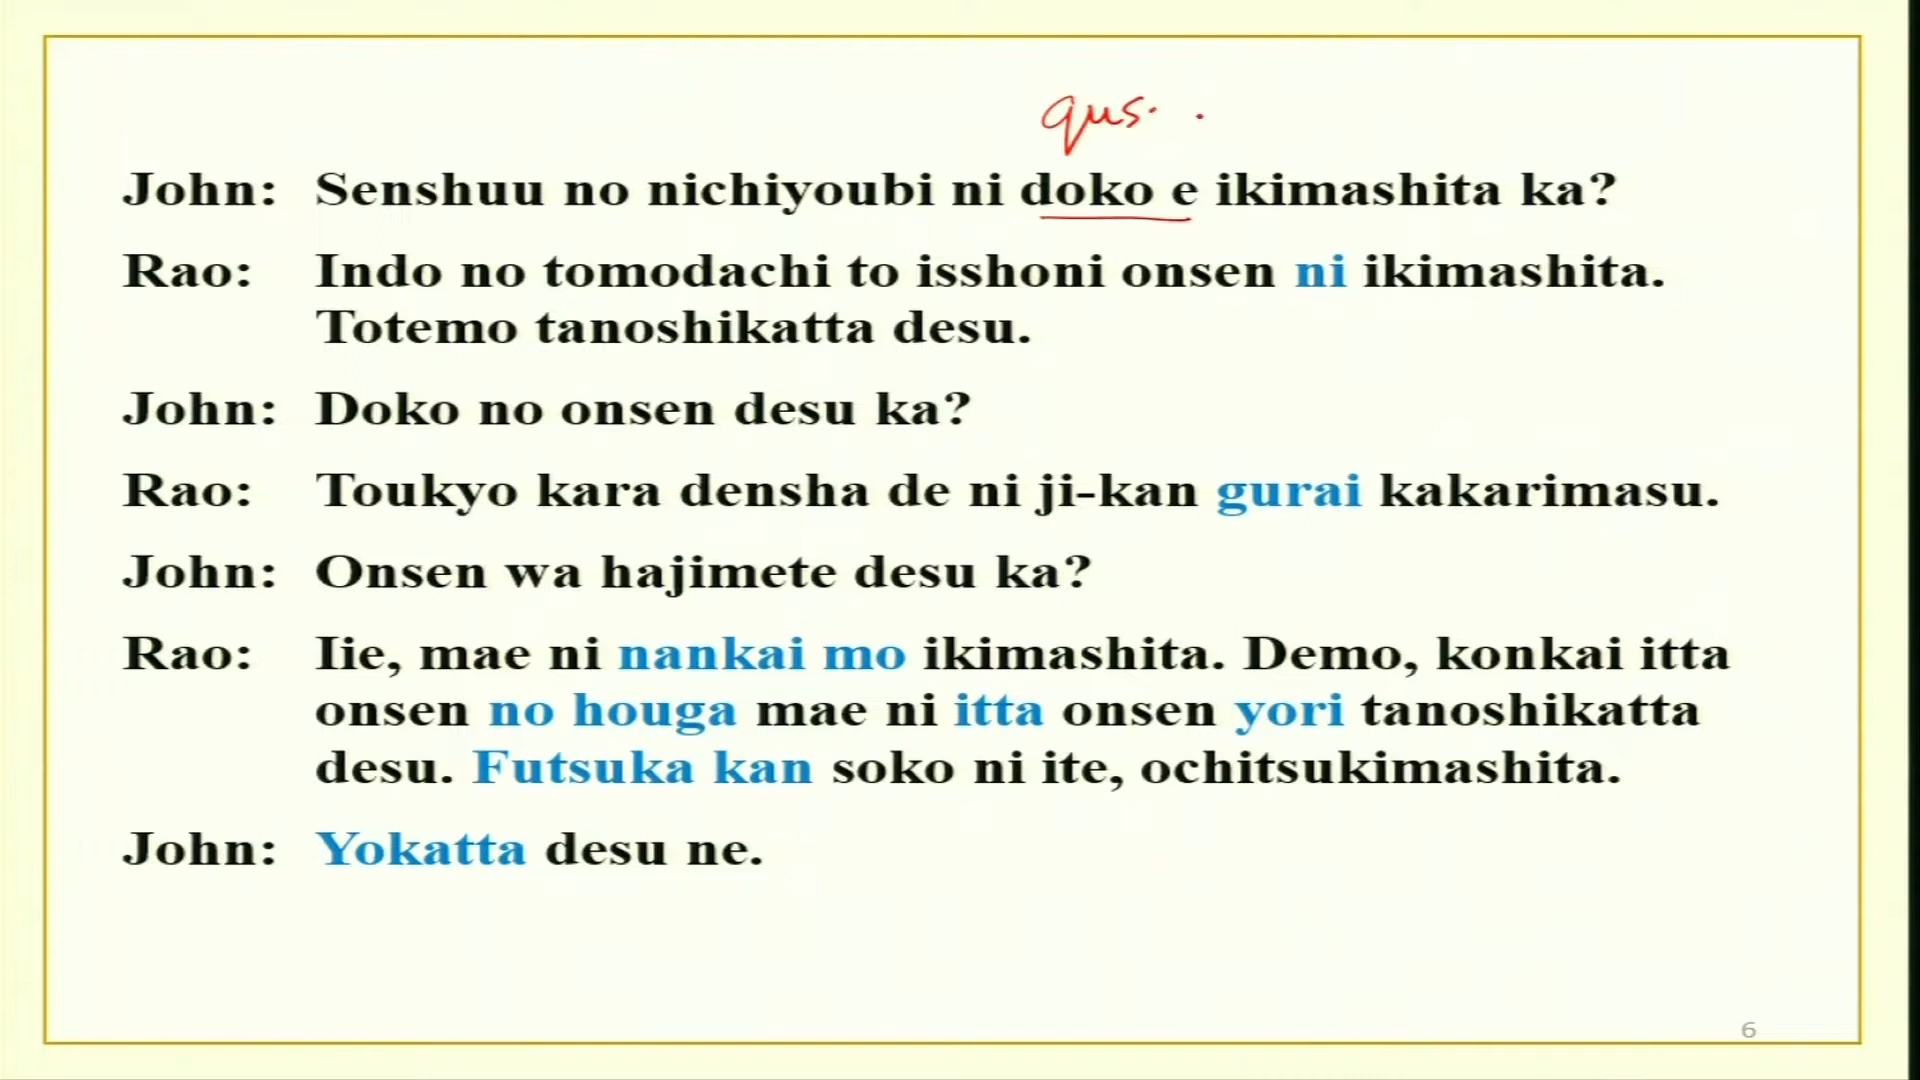 qus.
John: Senshuu no nichiyoubi ni doko e ikimashita ka?
Rao: Indo no tomodachi to isshoni onsen ni ikimashita.
Totemo tanoshikatta desu.
John: Doko no onsen desu ka?
Rao: Toukyo kara densha de ni ji-kan gurai kakarimasu.
John: Onsen wa hajimete desu ka?
Rao: Iie, mae ni nankai mo ikimashita. Demo, konkai itta
onsen no houga mae ni itta onsen yori tanoshikatta
desu. Futsuka kan soko ni ite, ochitsukimashita.
John: Yokatta desu ne.
6